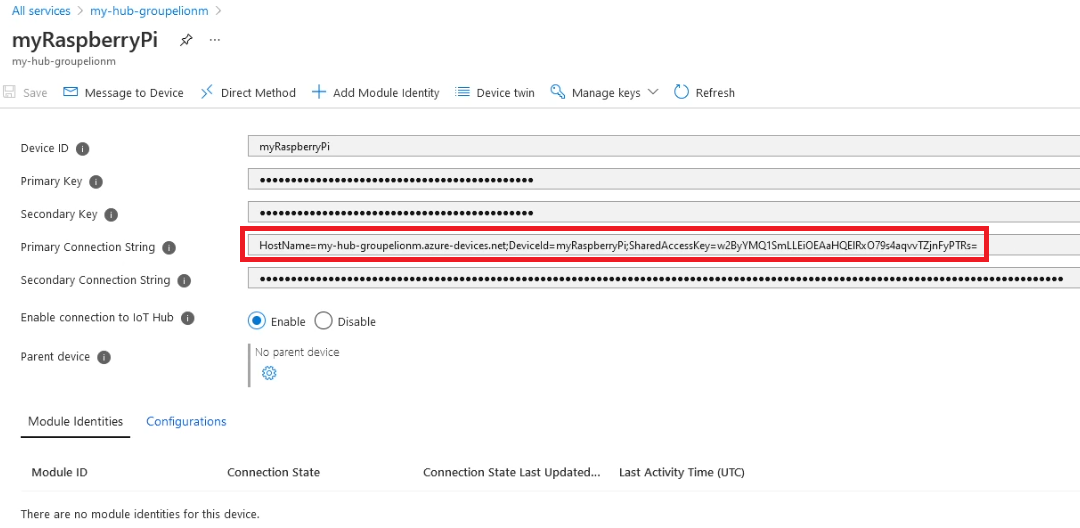 All services > my-hub-groupelionm >
myRaspberryPi ...
my-hub-groupelionm
Save Message to Device Direct Method Add Module Identity Device twin Manage keys Refresh
Device ID myRaspberryPi
Primary Key ••••••••••••••••••••••••••••••••••••••••••••
Secondary Key ••••••••••••••••••••••••••••••••••••••••••••
Primary Connection String HostName=my-hub-groupelionm.azure-devices.net;DeviceId=myRaspberryPi;SharedAccessKey=w2ByYMQ1SmLLEiOEAaHQEIRxO79s4aqvvTZjnFyPTRs=
Secondary Connection String
Enable connection to IoT Hub Enable Disable
Parent device No parent device
Module Identities Configurations
Module ID Connection State Connection State Last Updated... Last Activity Time (UTC)
There are no module identities for this device.